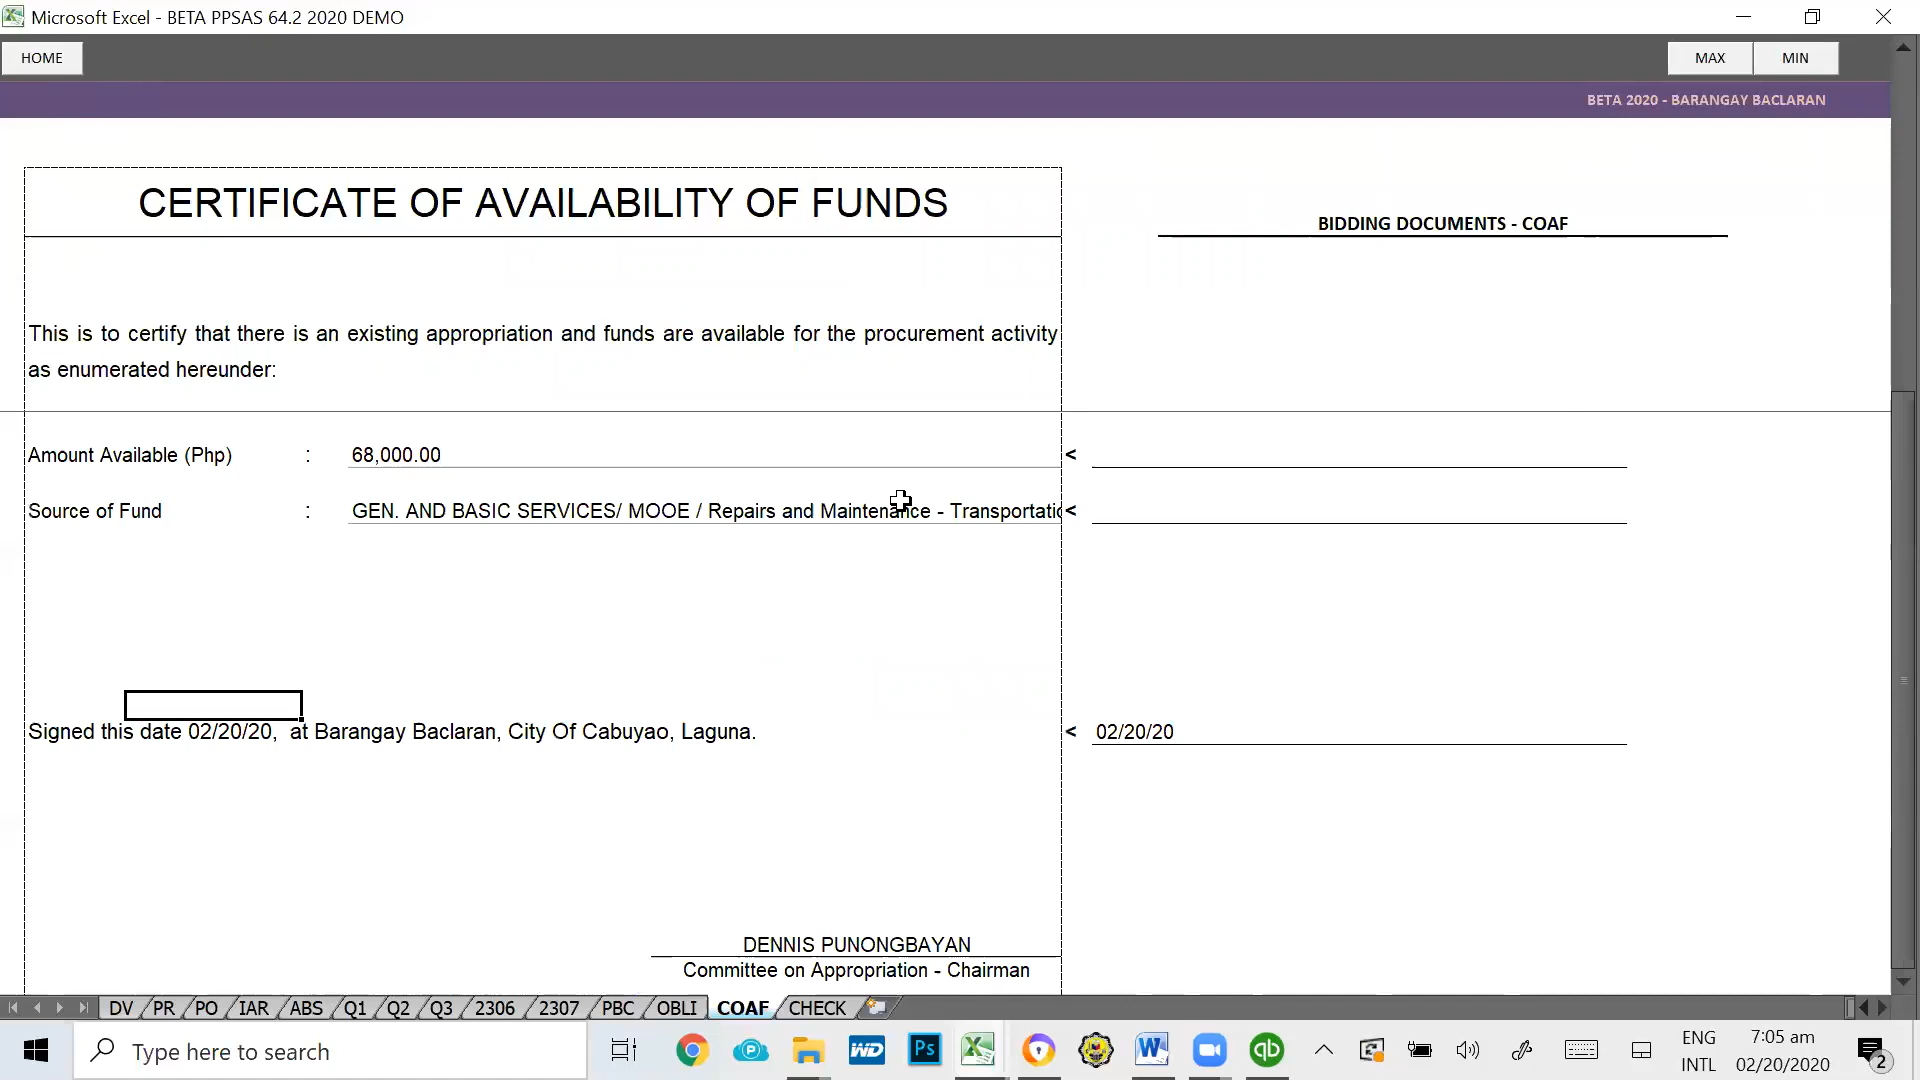 Microsoft Excel - BETA PPSAS 64.2 2020 DEMO
HOME
MAX
MIN
BETA 2020 - BARANGAY BACLARAN
CERTIFICATE OF AVAILABILITY OF FUNDS
BIDDING DOCUMENTS - COAF
This is to certify that there is an existing appropriation and funds are available for the procurement activity
as enumerated hereunder:
Amount Available (Php) : 68,000.00 <
Source of Fund : GEN. AND BASIC SERVICES/ MOOE / Repairs and Maintenance - Transportatio <
Signed this date 02/20/20, at Barangay Baclaran, City Of Cabuyao, Laguna. < 02/20/20
DENNIS PUNONGBAYAN
Committee on Appropriation - Chairman
DV PR PO IAR ABS Q1 Q2 Q3 2306 2307 PBC OBLI COAF CHECK
Type here to search
P
WD
Ps
W
qb
ENG
INTL
7:05 am
02/20/2020
2